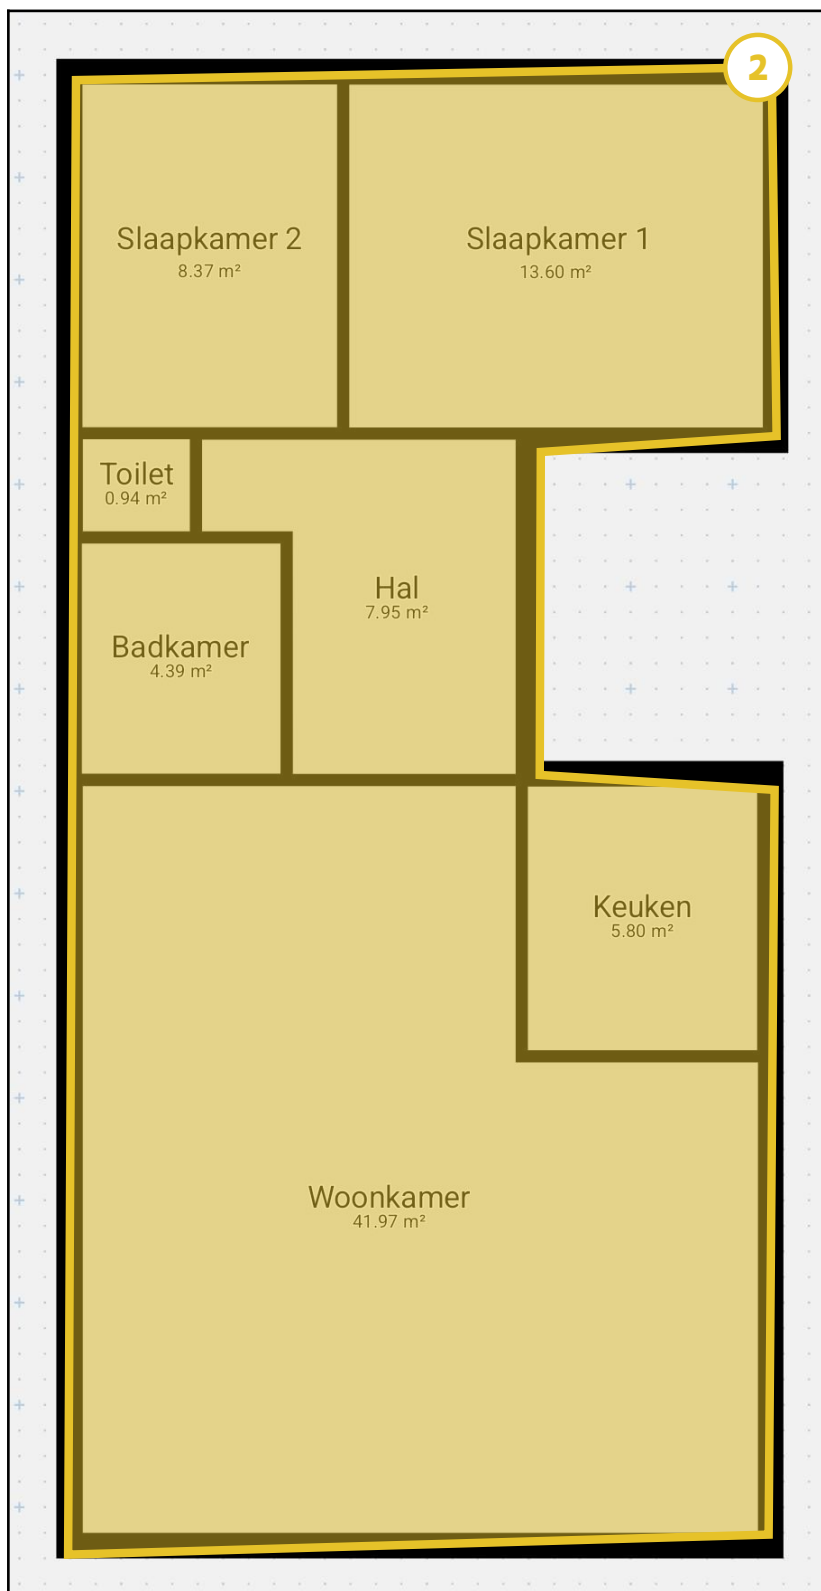 2
Slaapkamer 2
8.37 m²
Slaapkamer 1
13.60 m²
Toilet
0.94 m²
Hal
7.95 m²
Badkamer
4.39 m²
Keuken
5.80 m²
Woonkamer
41.97 m²